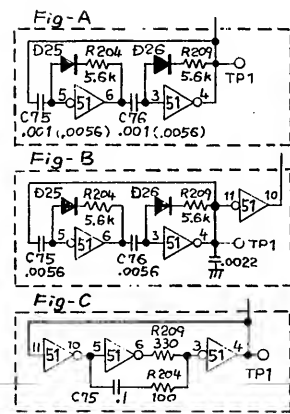 Fig-A
D25 R204 D26 R209
5.6k 5.6k
5 51 6 3 51 4 TP1
C75 C76
.001(.0056) .001(.0056)
Fig-B
D25 R204 D26 R209
5.6k 5.6k 11 51 10
5 51 6 3 51 4 TP1
C75 C76
.0056 .0056 .0022
Fig-C
11 51 10 5 51 6 R209 3 51 4 TP1
330
R204
C75 .1 100